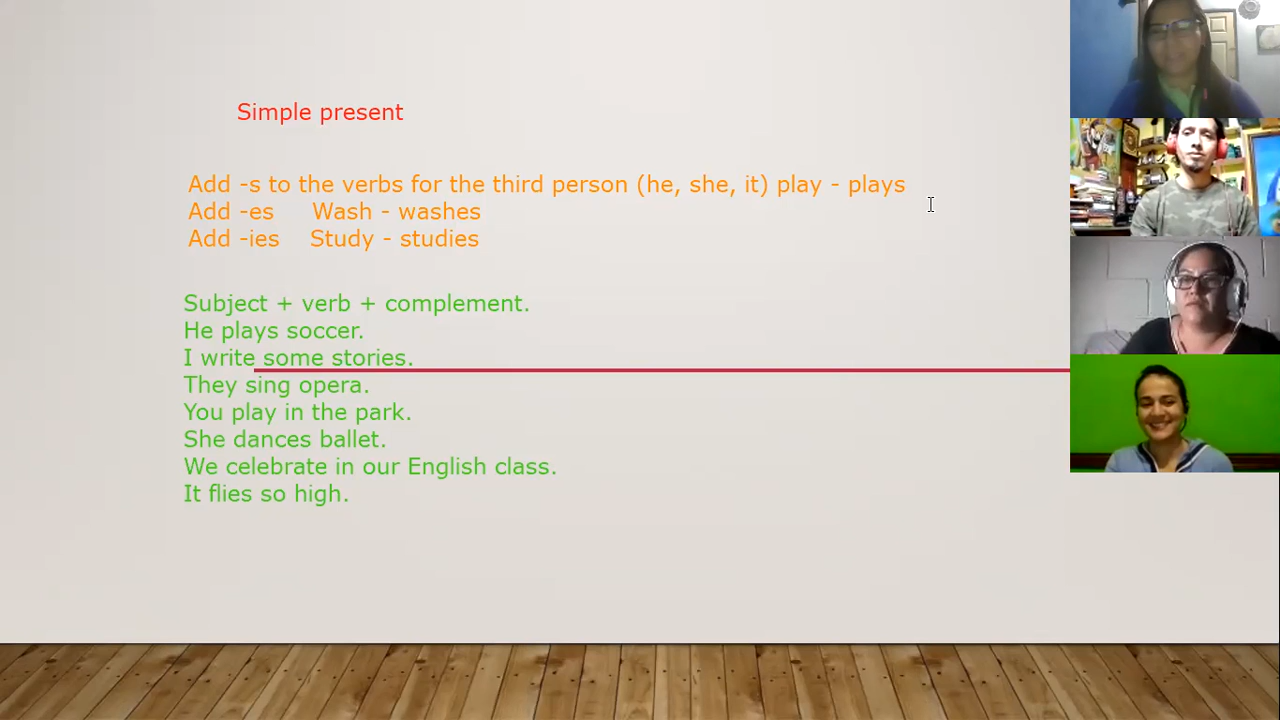 Simple present
Add -s to the verbs for the third person (he, she, it) play - plays
Add -es Wash - washes
Add -ies Study - studies
Subject + verb + complement.
He plays soccer.
I write some stories.
They sing opera.
You play in the park.
She dances ballet.
We celebrate in our English class.
It flies so high.